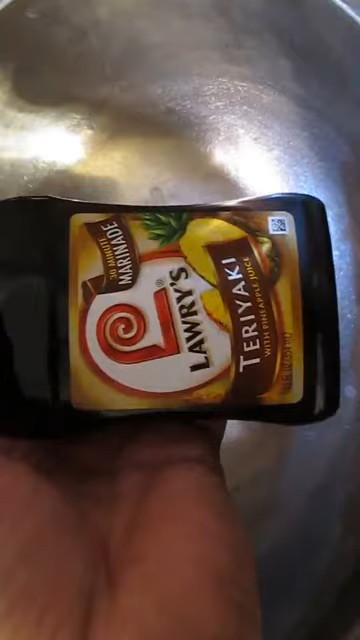 30 MINUTE
MARINADE
LAWRY'S®
TERIYAKI
WITH PINEAPPLE JUICE